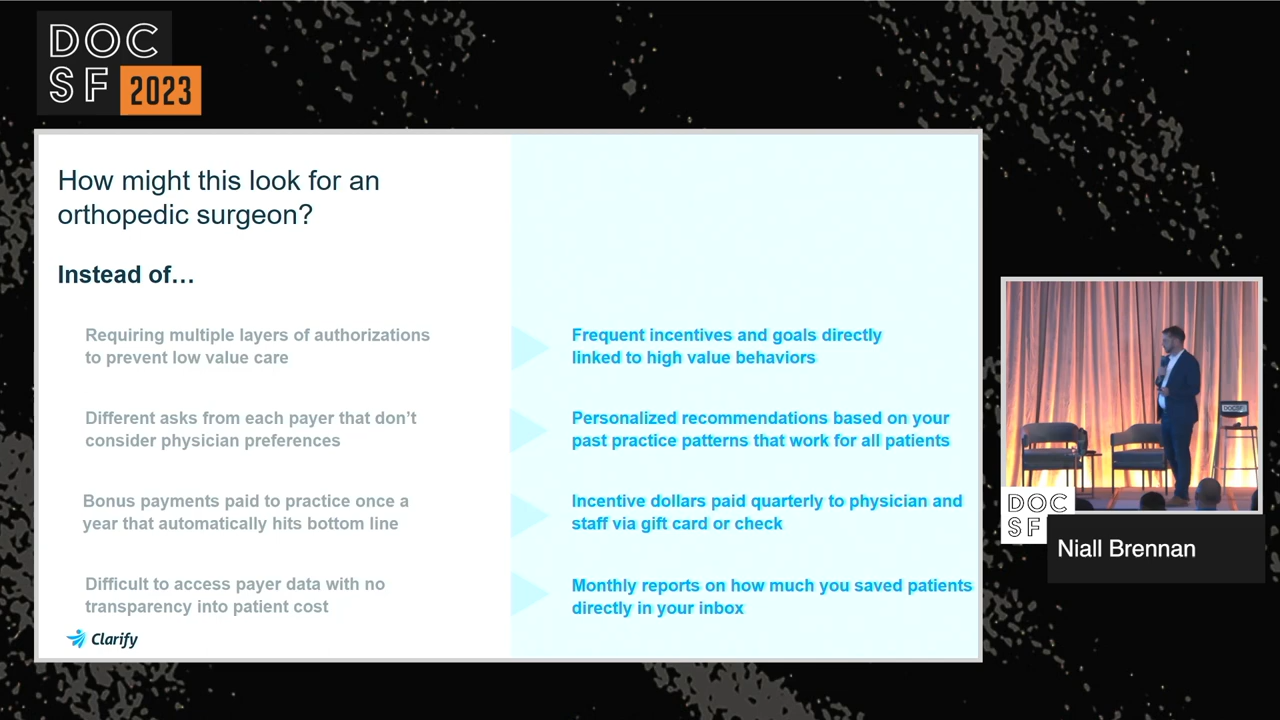 DOC
SF 2023
How might this look for an
orthopedic surgeon?
Instead of…
Requiring multiple layers of authorizations
to prevent low value care
Frequent incentives and goals directly
linked to high value behaviors
Different asks from each payer that don’t
consider physician preferences
Personalized recommendations based on your
past practice patterns that work for all patients
Bonus payments paid to practice once a
year that automatically hits bottom line
Incentive dollars paid quarterly to physician and
staff via gift card or check
Difficult to access payer data with no
transparency into patient cost
Monthly reports on how much you saved patients
directly in your inbox
Clarify
DOCSF
DOC
SF
Niall Brennan